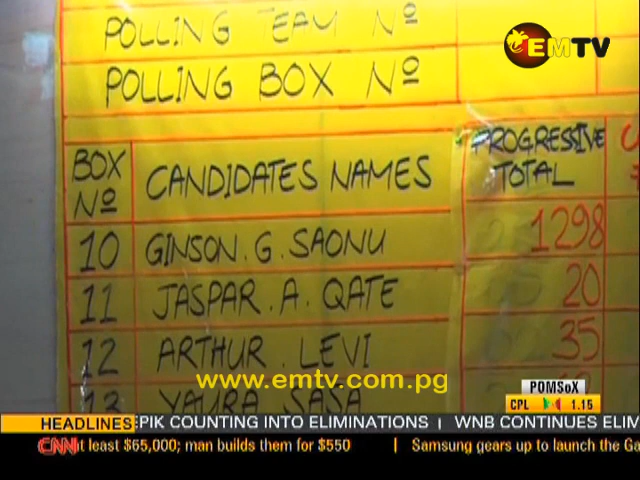 POLLING TEAM Nº
EMTV
POLLING BOX Nº
BOX Nº
CANDIDATES NAMES
PROGRESSIVE TOTAL
10 GINSON. G. SAONU 1298
11 JASPAR. A. QATE 20
12 ARTHUR. LEVI 35
www.emtv.com.pg
13 YAURA SASA
POMSoX
CPL 1.15
HEADLINES EPIK COUNTING INTO ELIMINATIONS | WNB CONTINUES ELIM
CNN t least $65,000; man builds them for $550 | Samsung gears up to launch the Ga